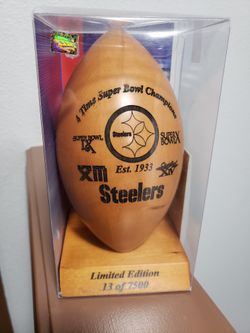 4 Time Super Bowl Champions
Steelers
SUPER BOWL IX
SUPER BOWL X
Est. 1933
XIII
XIV
Steelers
Limited Edition
13 of 7500